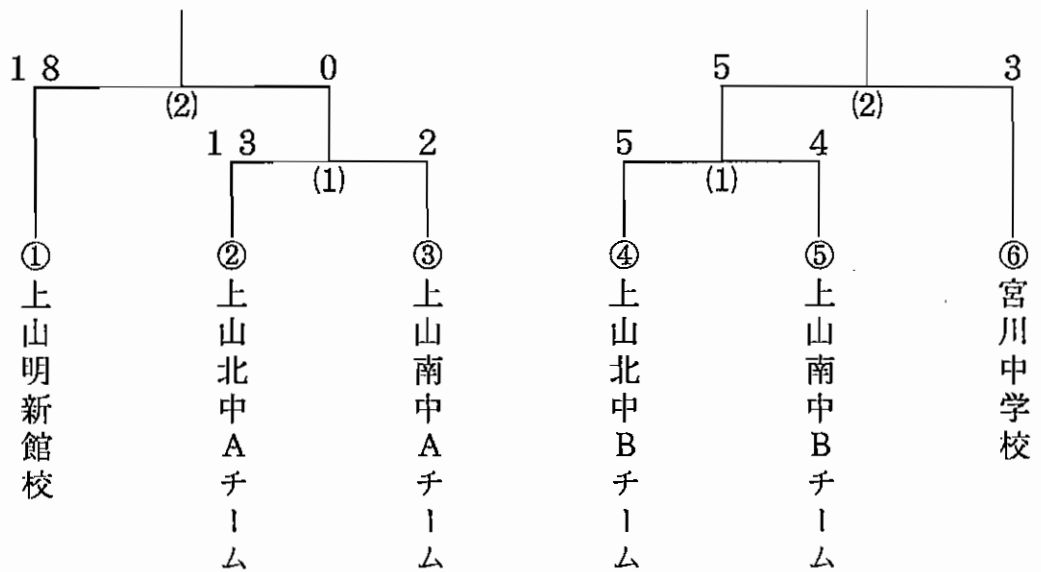 18 0 5 3
(2) (2)
13 2 5 4
(1) (1)
①上山明新館校
②上山北中Aチーム
③上山南中Aチーム
④上山北中Bチーム
⑤上山南中Bチーム
⑥宮川中学校